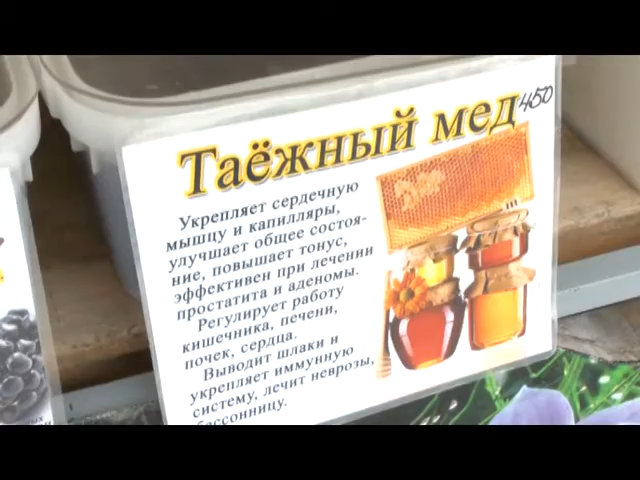 Таёжный мед 450
Укрепляет сердечную
мышцу и капилляры,
улучшает общее состоя-
ние, повышает тонус,
эффективен при лечении
простатита и аденомы.
Регулирует работу
кишечника, печени,
почек, сердца.
Выводит шлаки и
укрепляет иммунную
систему, лечит неврозы,
бессонницу.